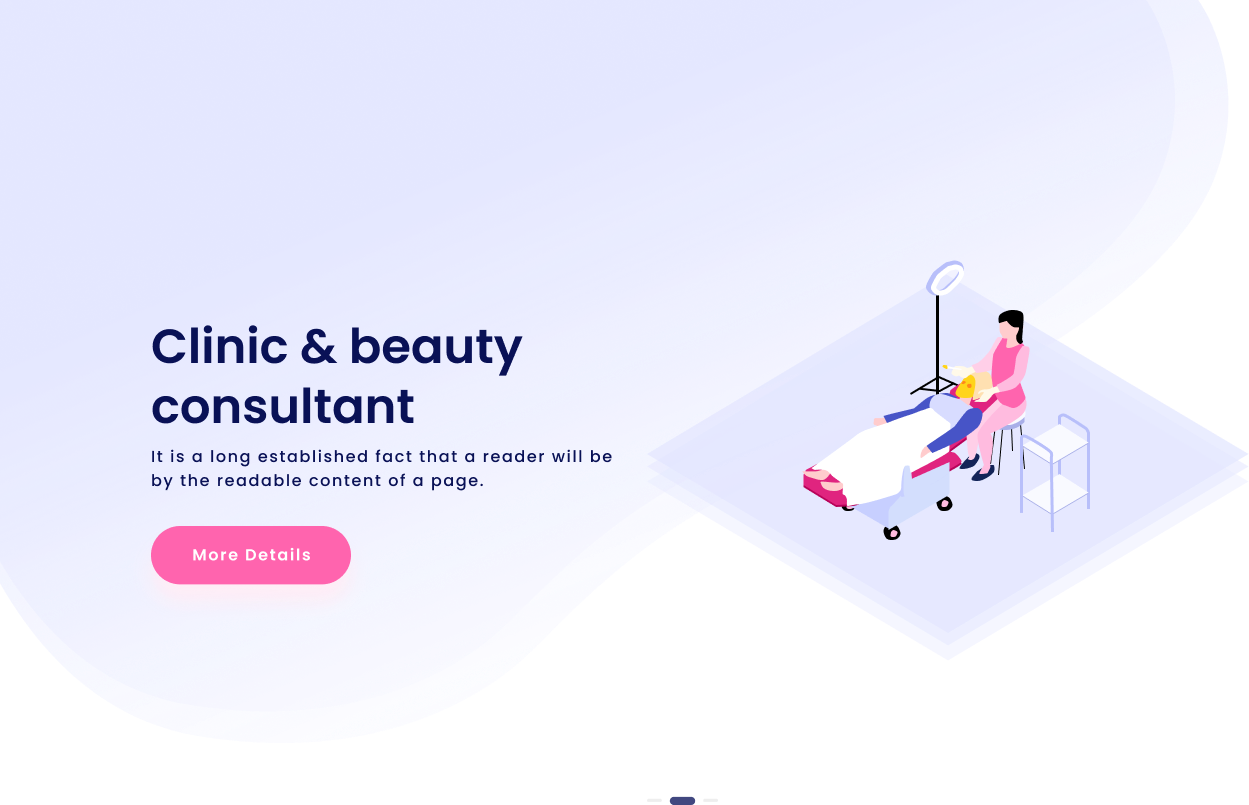 Clinic & beauty
consultant
It is a long established fact that a reader will be
by the readable content of a page.
More Details